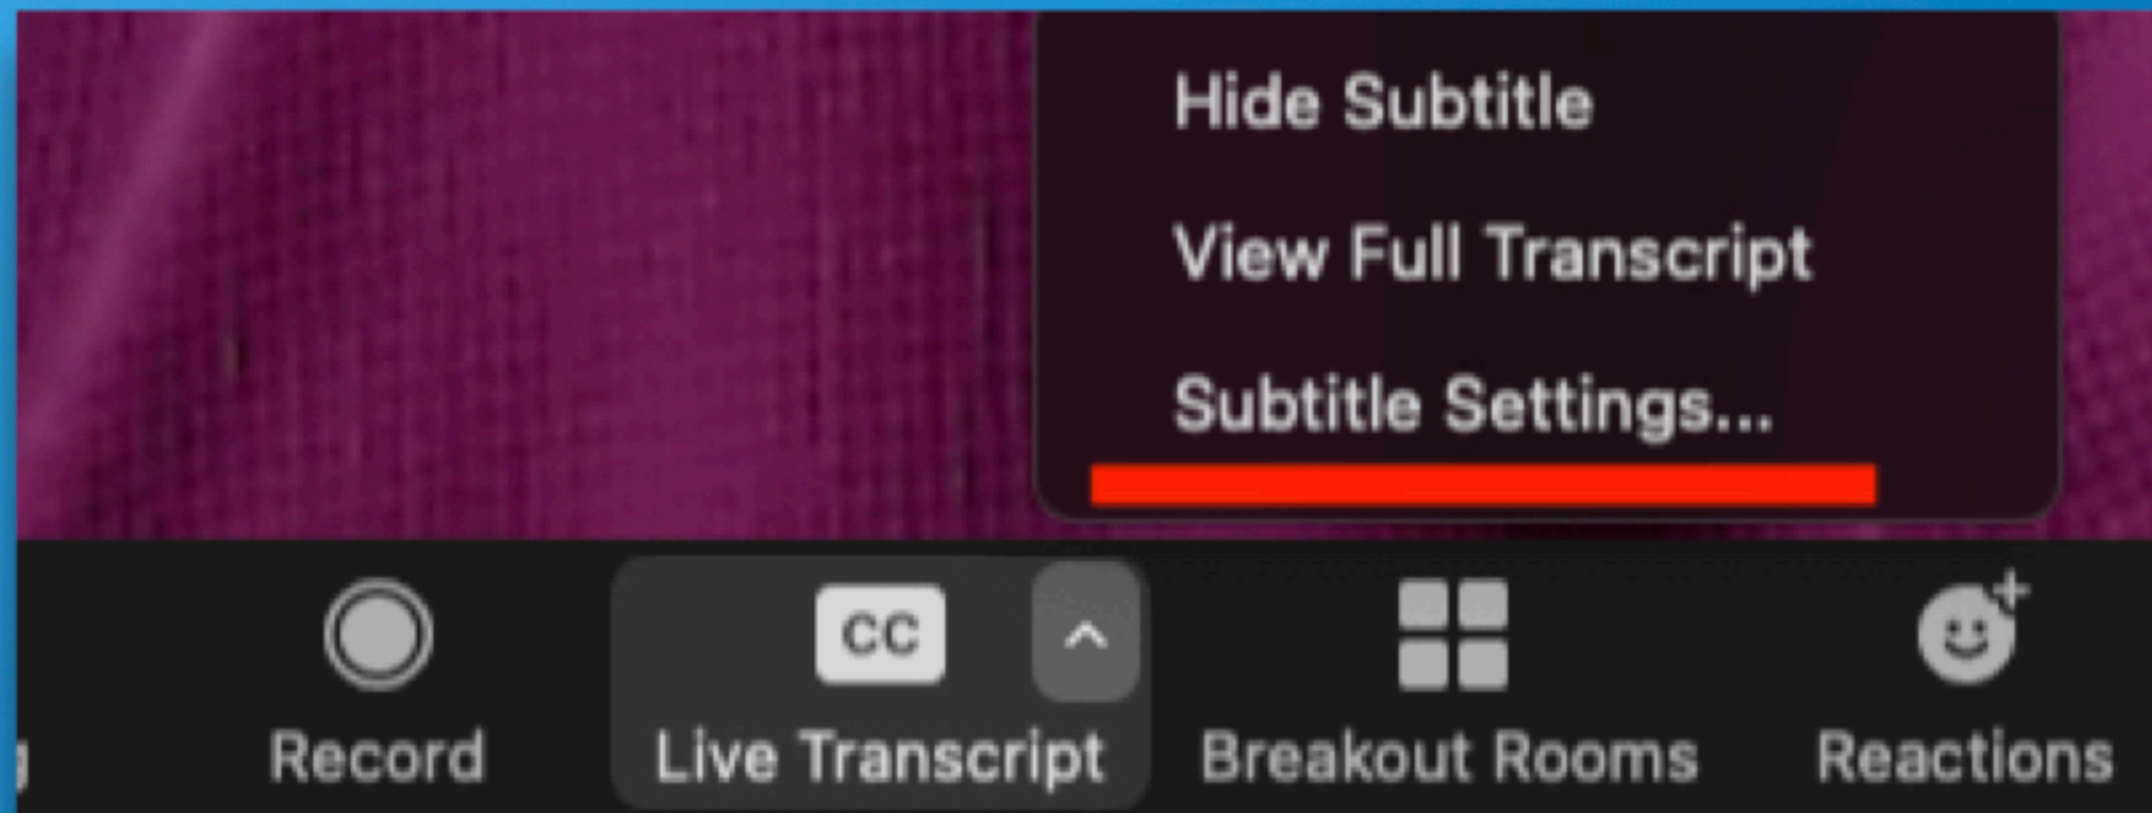 Hide Subtitle
View Full Transcript
Subtitle Settings...
CC
Record
Live Transcript
Breakout Rooms
Reactions